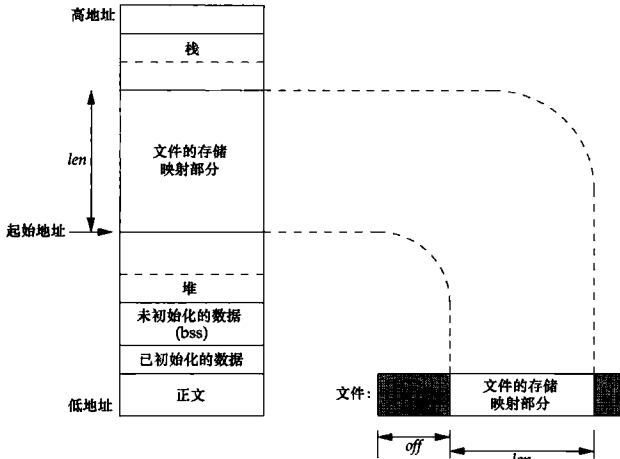 高地址
栈
len
文件的存储
映射部分
起始地址
堆
未初始化的数据
(bss)
已初始化的数据
正文
低地址
文件:
文件的存储
映射部分
off
len